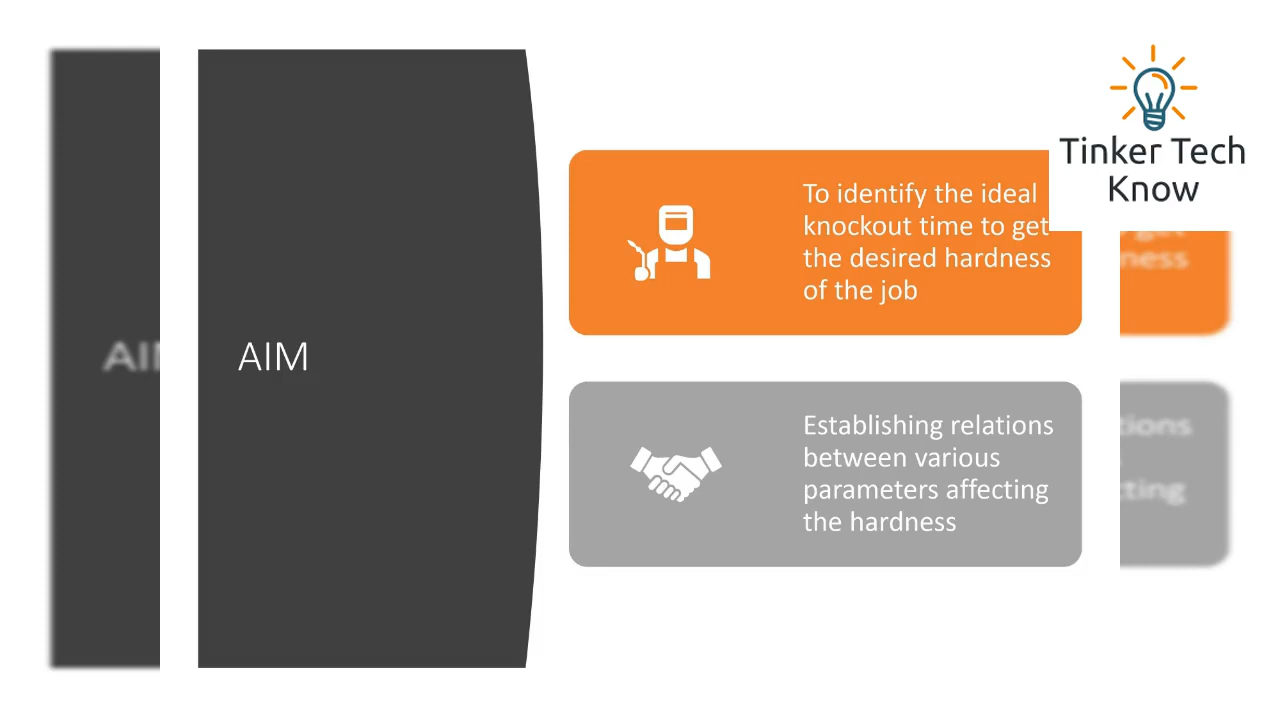 Tinker Tech
Know
To identify the ideal
knockout time to get
the desired hardness
of the job
AIM
Establishing relations
between various
parameters affecting
the hardness